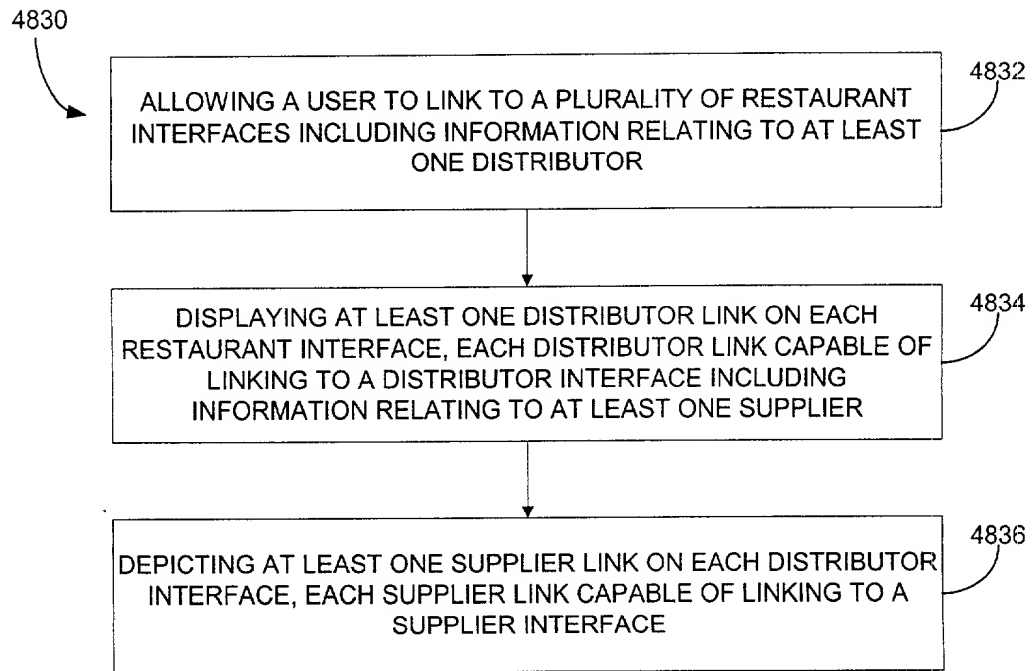 4830
ALLOWING A USER TO LINK TO A PLURALITY OF RESTAURANT
INTERFACES INCLUDING INFORMATION RELATING TO AT LEAST
ONE DISTRIBUTOR
4832
DISPLAYING AT LEAST ONE DISTRIBUTOR LINK ON EACH
RESTAURANT INTERFACE, EACH DISTRIBUTOR LINK CAPABLE OF
LINKING TO A DISTRIBUTOR INTERFACE INCLUDING
INFORMATION RELATING TO AT LEAST ONE SUPPLIER
4834
DEPICTING AT LEAST ONE SUPPLIER LINK ON EACH DISTRIBUTOR
INTERFACE, EACH SUPPLIER LINK CAPABLE OF LINKING TO A
SUPPLIER INTERFACE
4836